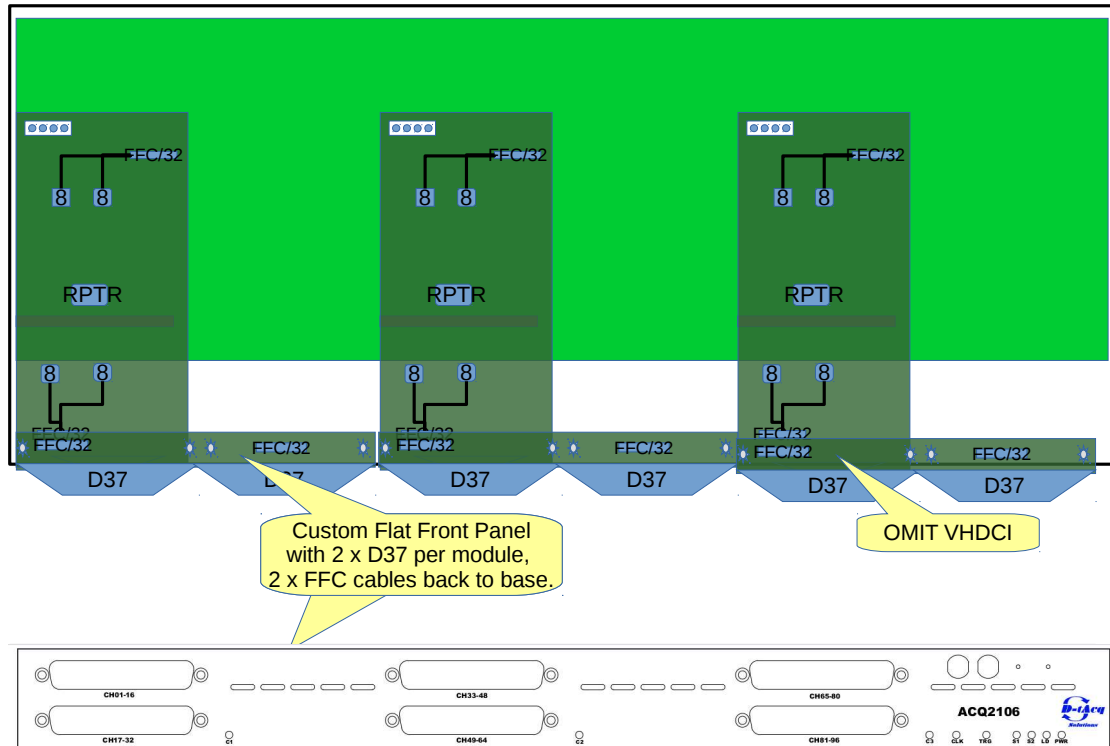 FFC/32 FFC/32 FFC/32
8 8 8 8 8 8
RPTR RPTR RPTR
8 8 8 8 8 8
FFC/32 FFC/32 FFC/32
FFC/32 FFC/32 FFC/32 FFC/32 FFC/32 FFC/32
D37 D37 D37 D37 D37 D37
Custom Flat Front Panel
with 2 x D37 per module,
2 x FFC cables back to base.
OMIT VHDCI
CH01-16 CH33-48 CH65-80
ACQ2106
D-tAcq
Solutions
CH17-32 C1 CH49-64 C2 CH81-96 C3 CLK TRG S1 S2 LD PWR